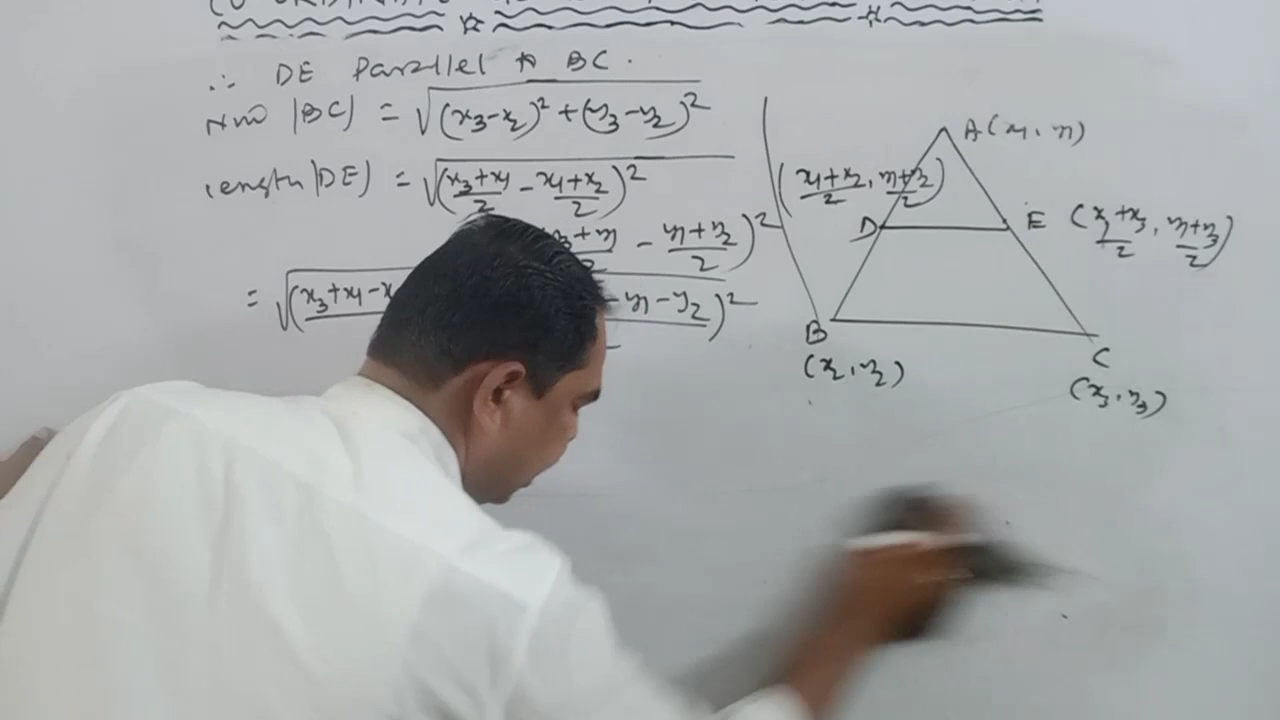 ∴ DE Parallel to BC.
Now |BC| = √(x₃-x₂)² + (y₃-y₂)²
length |DE| = √((x₃+x₁)/2 - (x₁+x₂)/2)²
- (y₁+y₂)/2)²
= √(x₃+x₁-x
-y₁-y₂)²
A(x₁, y₁)
((x₁+x₂)/2, (y₁+y₂)/2)
D
E ((x₁+x₃)/2, (y₁+y₃)/2)
B
(x₂, y₂)
C
(x₃, y₃)